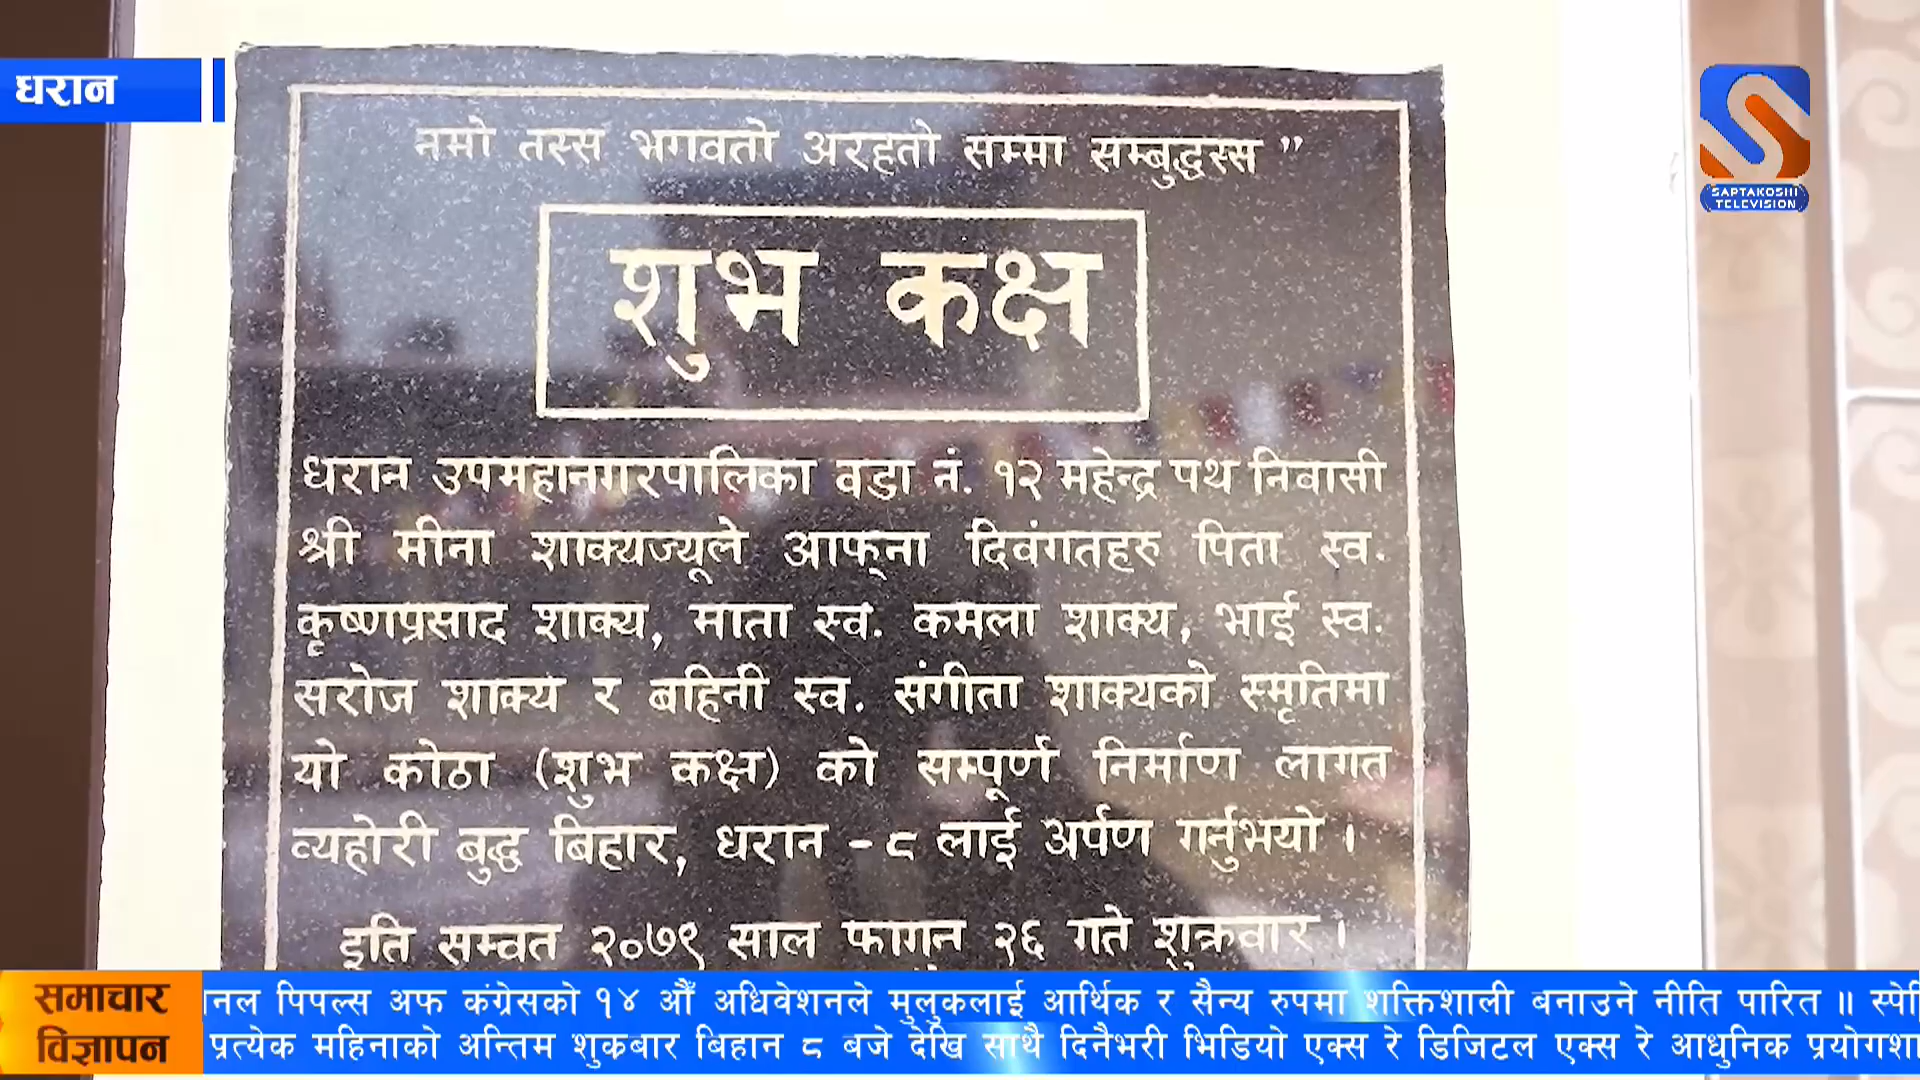 धरान
SAPTAKOSHI
TELEVISION
नमो तस्स भगवतो अरहतो सम्मा सम्बुद्धस्स ”
शुभ कक्ष
धरान उपमहानगरपालिका वडा नं. १२ महेन्द्र पथ निवासी
श्री मीना शाक्यज्यूले आफ्ना दिवंगतहरु पिता स्व.
कृष्णप्रसाद शाक्य, माता स्व. कमला शाक्य, भाई स्व.
सरोज शाक्य र बहिनी स्व. संगीता शाक्यको स्मृतिमा
यो कोठा (शुभ कक्ष) को सम्पूर्ण निर्माण लागत
व्यहोरी बुद्ध बिहार, धरान -८ लाई अर्पण गर्नुभयो ।
इति सम्वत २०७९ साल फागुन २६ गते शुक्रवार ।
समाचार
नल पिपल्स अफ कंग्रेसको १४ औँ अधिवेशनले मुलुकलाई आर्थिक र सैन्य रुपमा शक्तिशाली बनाउने नीति पारित ॥ स्पे
विज्ञापन
प्रत्येक महिनाको अन्तिम शुक्रबार बिहान ८ बजे देखि साथै दिनैभरी भिडियो एक्स रे डिजिटल एक्स रे आधुनिक प्रयोगशा